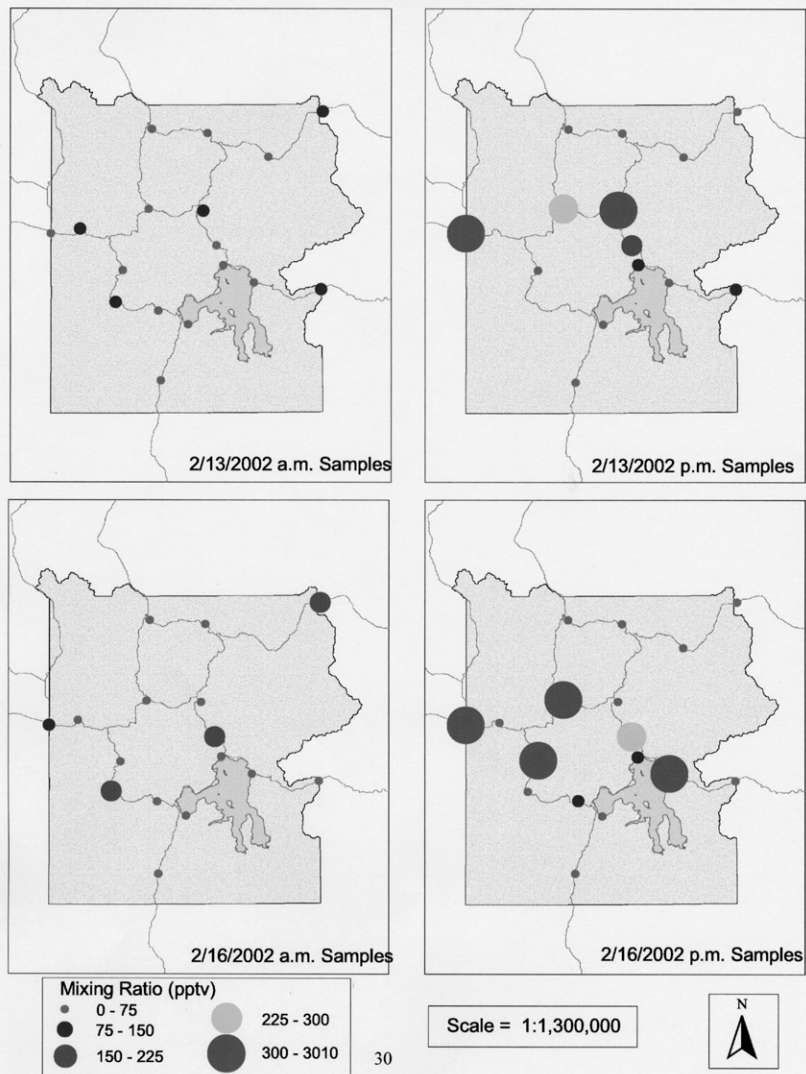 2/13/2002 a.m. Samples
2/13/2002 p.m. Samples
2/16/2002 a.m. Samples
2/16/2002 p.m. Samples
Mixing Ratio (pptv)
0 - 75
75 - 150
150 - 225
225 - 300
300 - 3010
30
Scale = 1:1,300,000
N